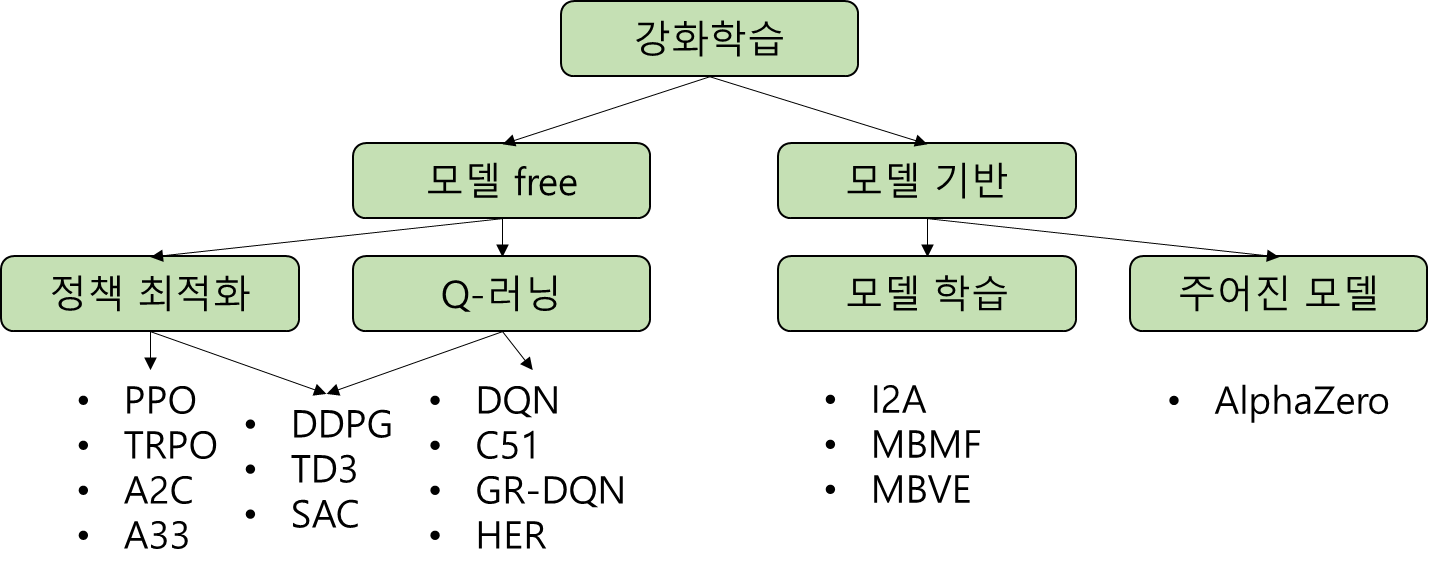 강화학습
모델 free
모델 기반
정책 최적화
Q-러닝
모델 학습
주어진 모델
• PPO
• TRPO
• A2C
• A33
• DDPG
• TD3
• SAC
• DQN
• C51
• GR-DQN
• HER
• I2A
• MBMF
• MBVE
• AlphaZero